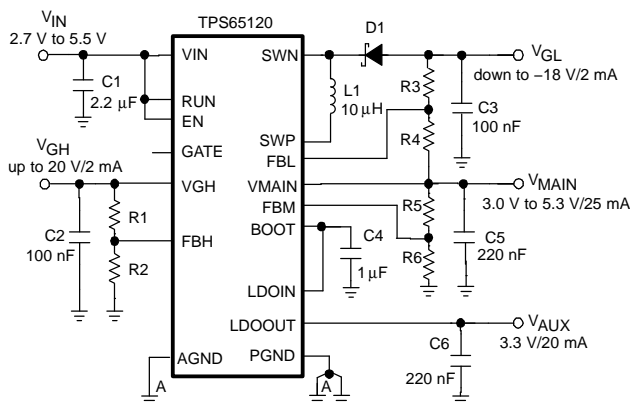 TPS65120
V_IN
2.7 V to 5.5 V
C1
2.2 μF
VIN
RUN
EN
GATE
V_GH
up to 20 V/2 mA
VGH
R1
C2
100 nF
FBH
R2
A
AGND
SWN
D1
L1
10 μH
SWP
FBL
R3
R4
V_GL
down to −18 V/2 mA
C3
100 nF
VMAIN
FBM
BOOT
R5
R6
V_MAIN
3.0 V to 5.3 V/25 mA
C5
220 nF
C4
1 μF
LDOIN
LDOOUT
V_AUX
3.3 V/20 mA
C6
220 nF
PGND
A